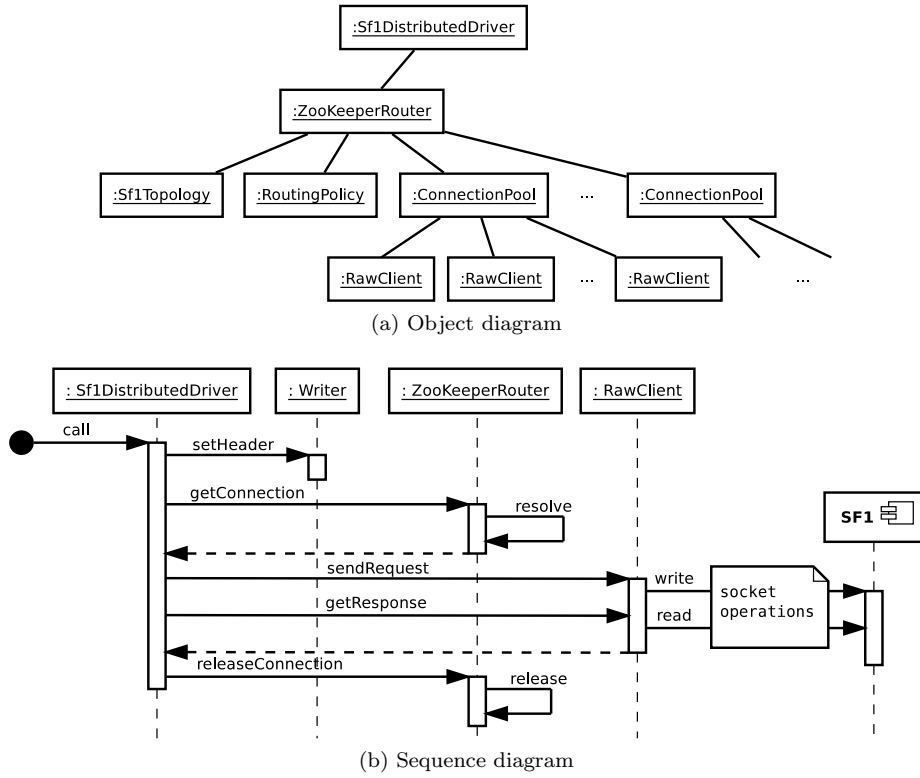 :Sf1DistributedDriver
:ZooKeeperRouter
:Sf1Topology
:RoutingPolicy
:ConnectionPool
...
:ConnectionPool
:RawClient
:RawClient
...
:RawClient
...
(a) Object diagram
: Sf1DistributedDriver
: Writer
: ZooKeeperRouter
: RawClient
call
setHeader
getConnection
resolve
SF1
sendRequest
write
socket
operations
getResponse
read
releaseConnection
release
(b) Sequence diagram